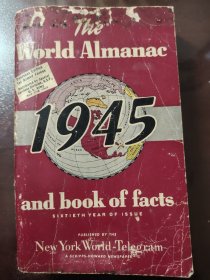 The
World Almanac
1945
and book of facts
SIXTIETH YEAR OF ISSUE
PUBLISHED BY THE
New York World-Telegram
A SCRIPPS-HOWARD NEWSPAPER